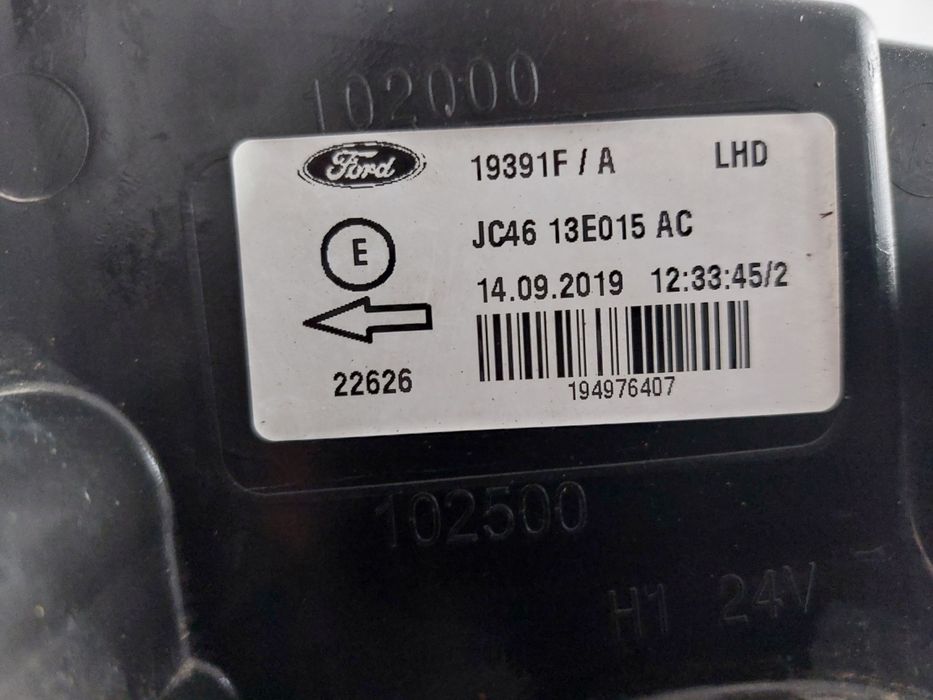 102000
Ford
19391F / A LHD
E
JC46 13E015 AC
14.09.2019 12:33:45/2
22626
194976407
102500
H1 24V